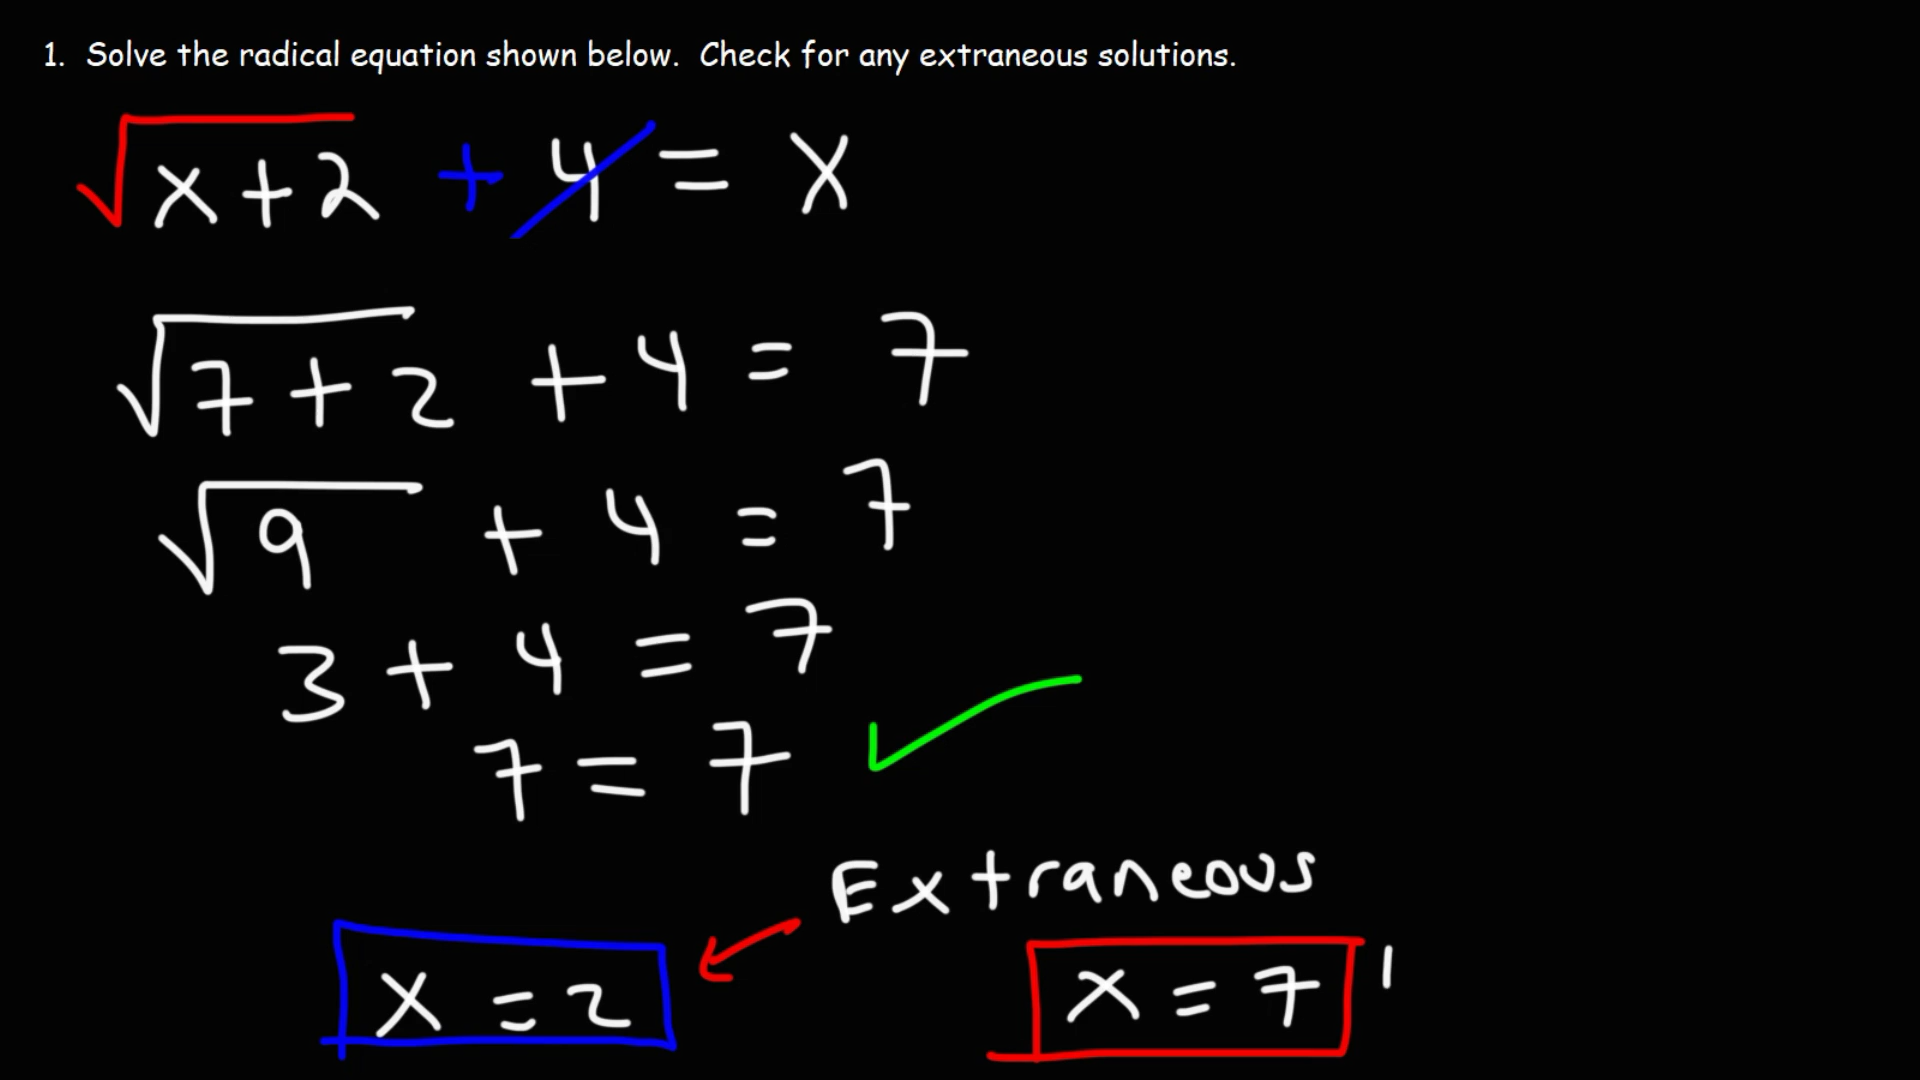 1. Solve the radical equation shown below. Check for any extraneous solutions.
√x+2 + 4 = x
√7+2 + 4 = 7
√9 + 4 = 7
3 + 4 = 7
7 = 7 ✓
Extraneous
x = 2
x = 7